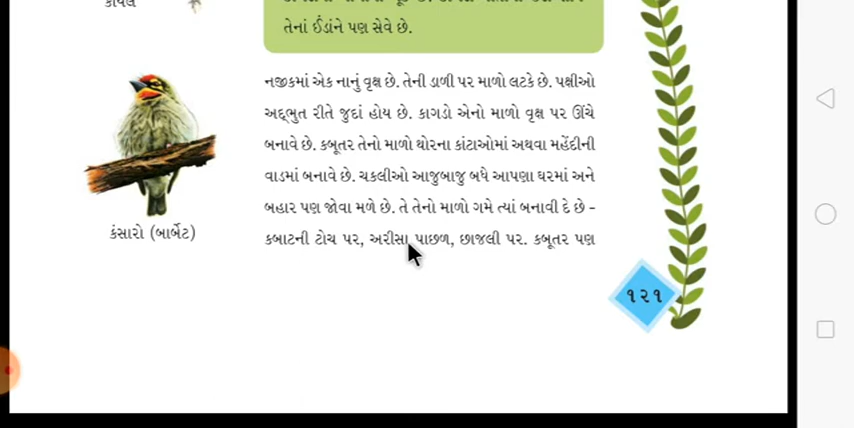 કોયલ
તેનાં ઈંડાંને પણ સેવે છે.
નજીકમાં એક નાનું વૃક્ષ છે. તેની ડાળી પર માળો લટકે છે. પક્ષીઓ
અદ્ભુત રીતે જુદાં હોય છે. કાગડો એનો માળો વૃક્ષ પર ઊંચે
બનાવે છે. કબૂતર તેનો માળો થોરના કાંટાઓમાં અથવા મહેંદીની
વાડમાં બનાવે છે. ચકલીઓ આજુબાજુ બધે આપણા ઘરમાં અને
બહાર પણ જોવા મળે છે. તે તેનો માળો ગમે ત્યાં બનાવી દે છે -
કબાટની ટોચ પર, અરીસા પાછળ, છાજલી પર. કબૂતર પણ
કંસારો (બાર્બેટ)
૧૨૧